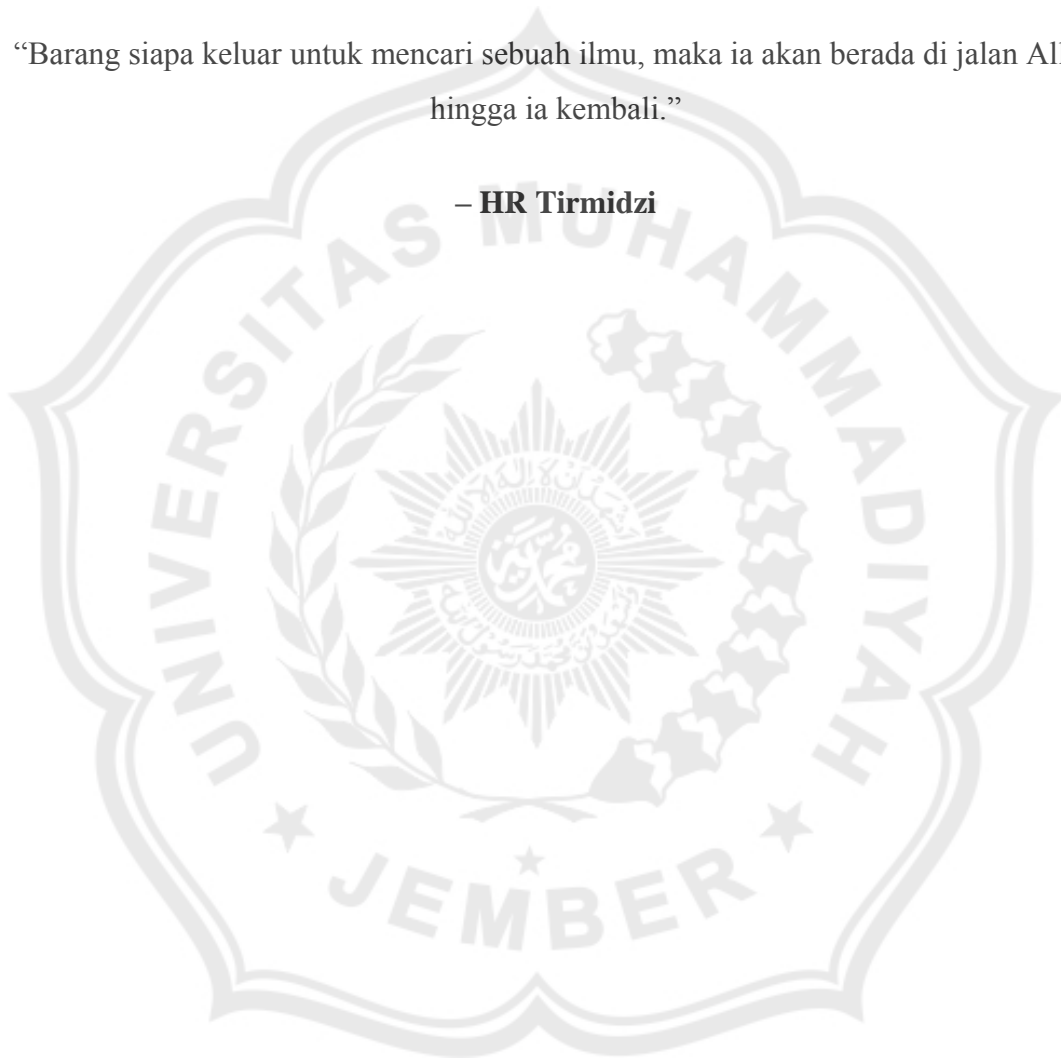 “Barang siapa keluar untuk mencari sebuah ilmu, maka ia akan berada di jalan
hingga ia kembali.”
– HR Tirmidzi
UNIVERSITAS MUHAMMADIYAH
JEMBER